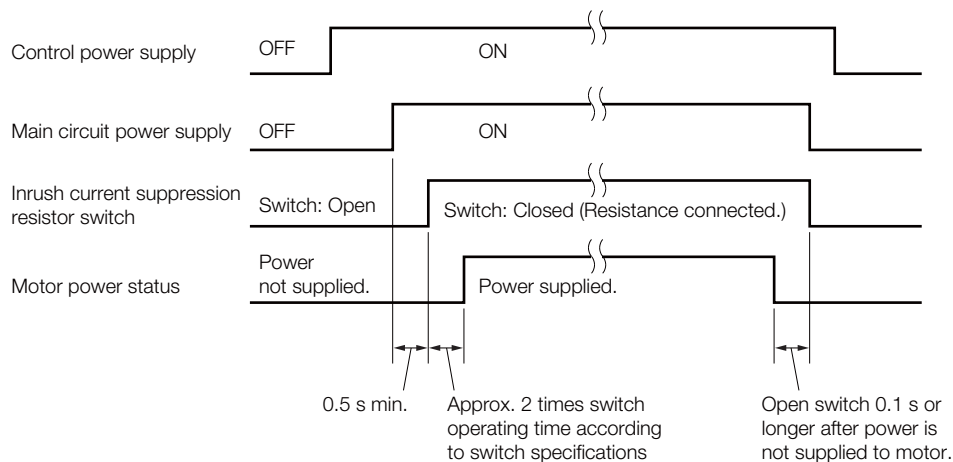 Control power supply
OFF
ON
Main circuit power supply
OFF
ON
Inrush current suppression
resistor switch
Switch: Open
Switch: Closed (Resistance connected.)
Motor power status
Power
not supplied.
Power supplied.
0.5 s min.
Approx. 2 times switch
operating time according
to switch specifications
Open switch 0.1 s or
longer after power is
not supplied to motor.